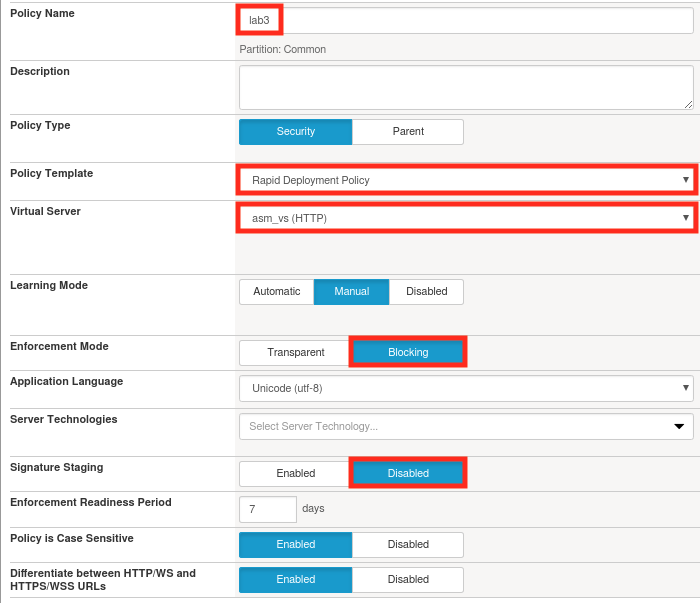 Policy Name
lab3
Partition: Common
Description
Policy Type
Security Parent
Policy Template
Rapid Deployment Policy
Virtual Server
asm_vs (HTTP)
Learning Mode
Automatic Manual Disabled
Enforcement Mode
Transparent Blocking
Application Language
Unicode (utf-8)
Server Technologies
Select Server Technology...
Signature Staging
Enabled Disabled
Enforcement Readiness Period
7 days
Policy is Case Sensitive
Enabled Disabled
Differentiate between HTTP/WS and
HTTPS/WSS URLs
Enabled Disabled